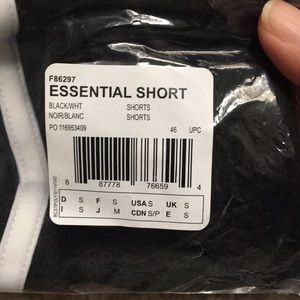 F86297
ESSENTIAL SHORT
BLACK/WHT SHORTS
NOIR/BLANC SHORTS
PO 116953409 46 UPC
8 87778 76659 4
D S F S USA S UK S
I S J M CDN S/P E S